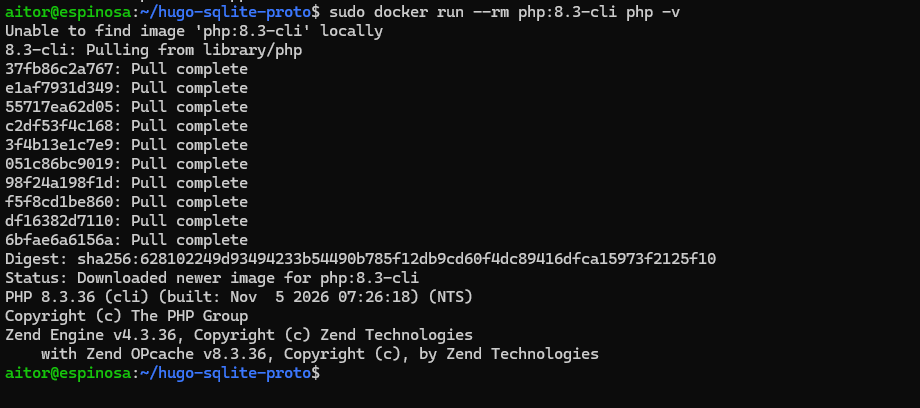 aitor@espinosa:~/hugo-sqlite-proto$ sudo docker run --rm php:8.3-cli php -v
Unable to find image 'php:8.3-cli' locally
8.3-cli: Pulling from library/php
37fb86c2a767: Pull complete
e1af7931d349: Pull complete
55717ea62d05: Pull complete
c2df53f4c168: Pull complete
3f4b13e1c7e9: Pull complete
051c86bc9019: Pull complete
98f24a198f1d: Pull complete
f5f8cd1be860: Pull complete
df16382d7110: Pull complete
6bfae6a6156a: Pull complete
Digest: sha256:628102249d93494233b54490b785f12db9cd60f4dc89416dfca15973f2125f10
Status: Downloaded newer image for php:8.3-cli
PHP 8.3.36 (cli) (built: Nov  5 2026 07:26:18) (NTS)
Copyright (c) The PHP Group
Zend Engine v4.3.36, Copyright (c) Zend Technologies
    with Zend OPcache v8.3.36, Copyright (c), by Zend Technologies
aitor@espinosa:~/hugo-sqlite-proto$